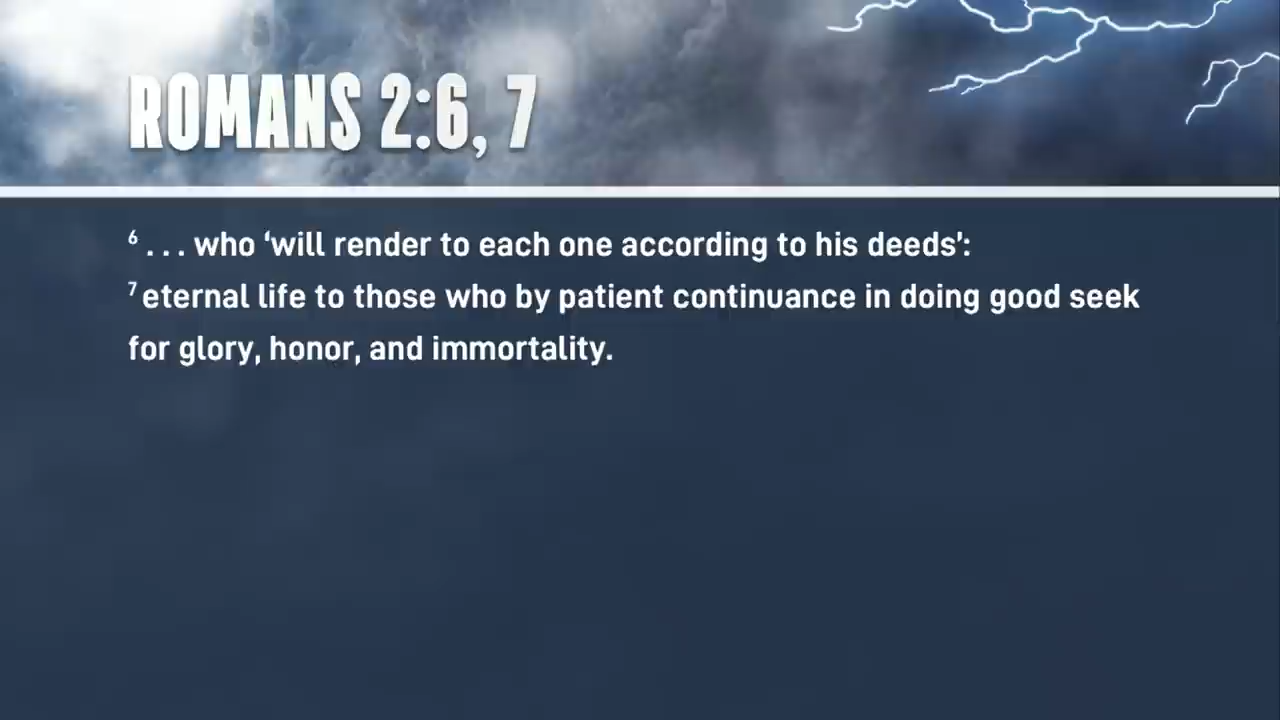 ROMANS 2:6, 7
⁶ . . . who ‘will render to each one according to his deeds’:
⁷ eternal life to those who by patient continuance in doing good seek
for glory, honor, and immortality.